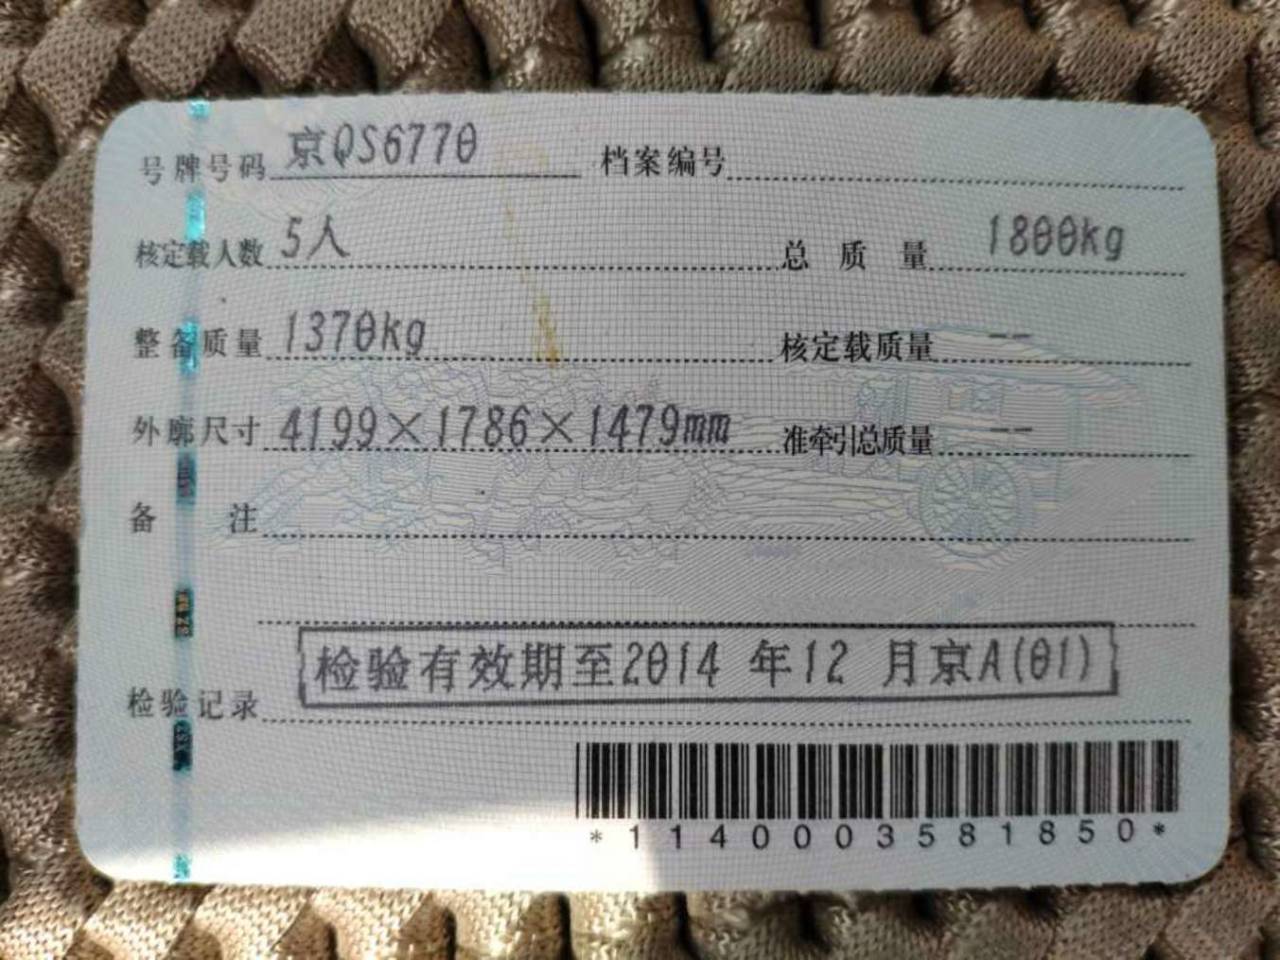 号牌号码 京QS6770 档案编号
核定载人数 5人 总质量 1800kg
整备质量 1370kg 核定载质量 --
外廓尺寸 4199×1786×1479mm 准牵引总质量 --
备注
检验有效期至2014 年12 月京A(01)
检验记录
*1140003581850*